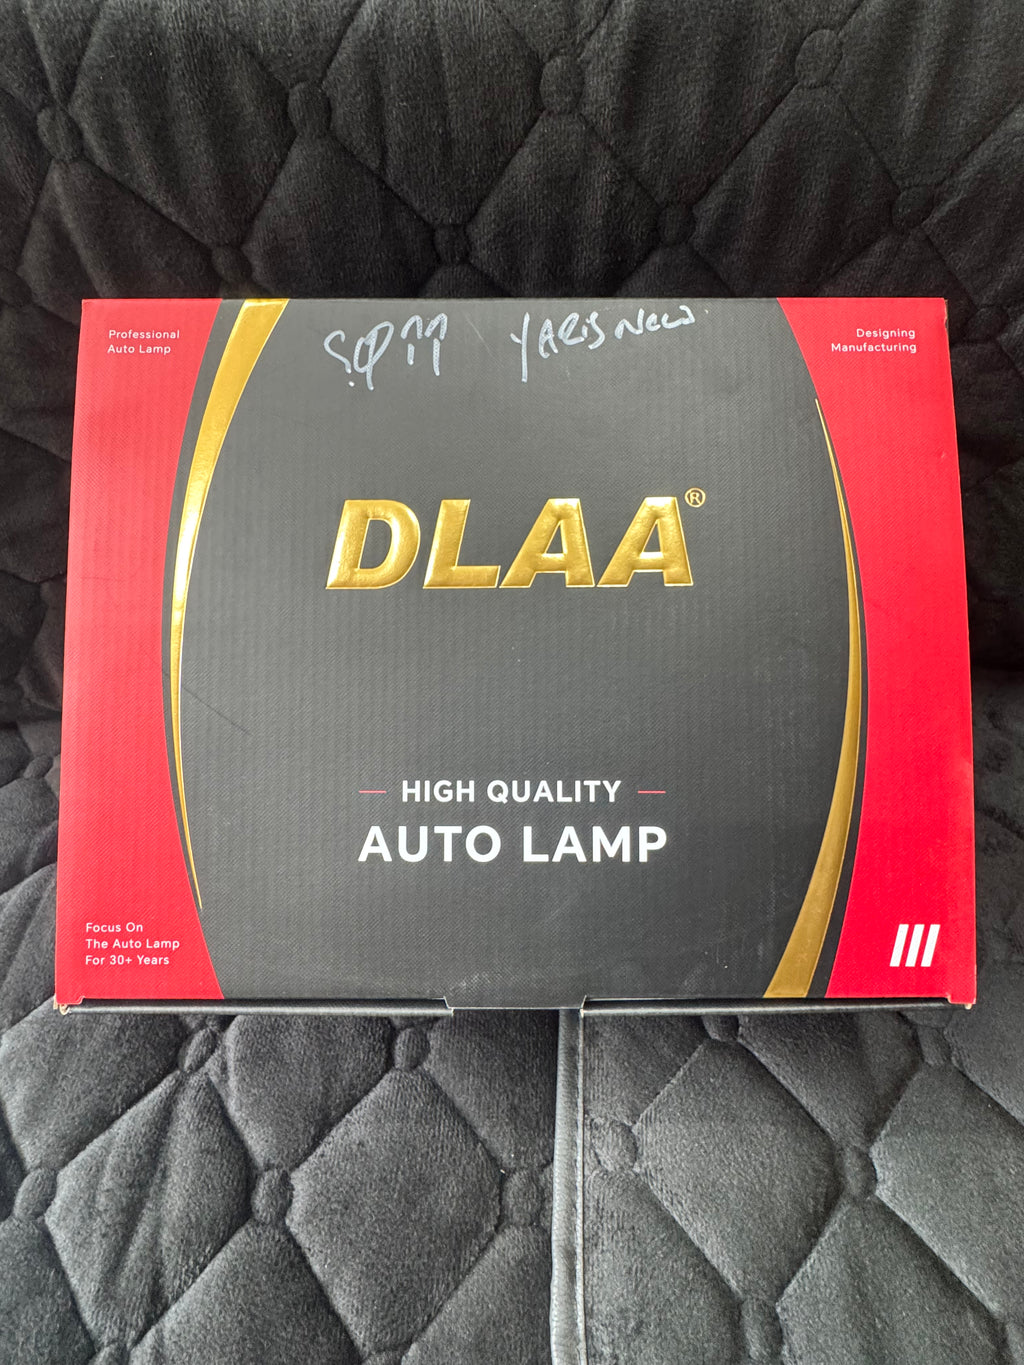 Professional
Auto Lamp
YARIS NEW
Designing
Manufacturing
DLAA®
HIGH QUALITY
AUTO LAMP
Focus On
The Auto Lamp
For 30+ Years